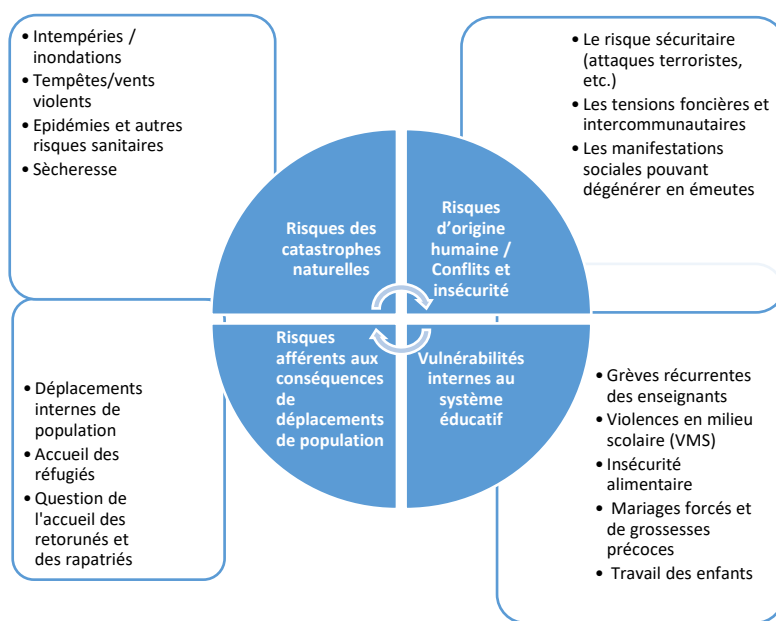 • Intempéries /
inondations
• Tempêtes/vents
violents
• Epidémies et autres
risques sanitaires
• Sècheresse
• Le risque sécuritaire
(attaques terroristes,
etc.)
• Les tensions foncières et
intercommunautaires
• Les manifestations
sociales pouvant
dégénérer en émeutes
Risques des
catastrophes
naturelles
Risques
d’origine
humaine /
Conflits et
insécurité
Risques
afférents aux
conséquences
de
déplacements
de population
Vulnérabilités
internes au
système
éducatif
• Déplacements
internes de
population
• Accueil des
réfugiés
• Question de
l'accueil des
retorunés et
des rapatriés
• Grèves récurrentes
des enseignants
• Violences en milieu
scolaire (VMS)
• Insécurité
alimentaire
• Mariages forcés et
de grossesses
précoces
• Travail des enfants